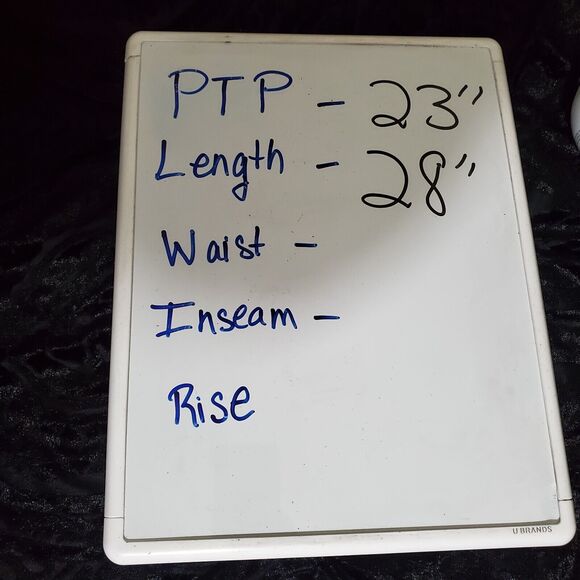 PTP - 23"
Length - 28"
Waist -
Inseam -
Rise
U BRANDS